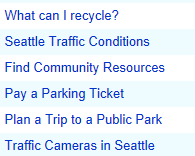 What can I recycle?
Seattle Traffic Conditions
Find Community Resources
Pay a Parking Ticket
Plan a Trip to a Public Park
Traffic Cameras in Seattle